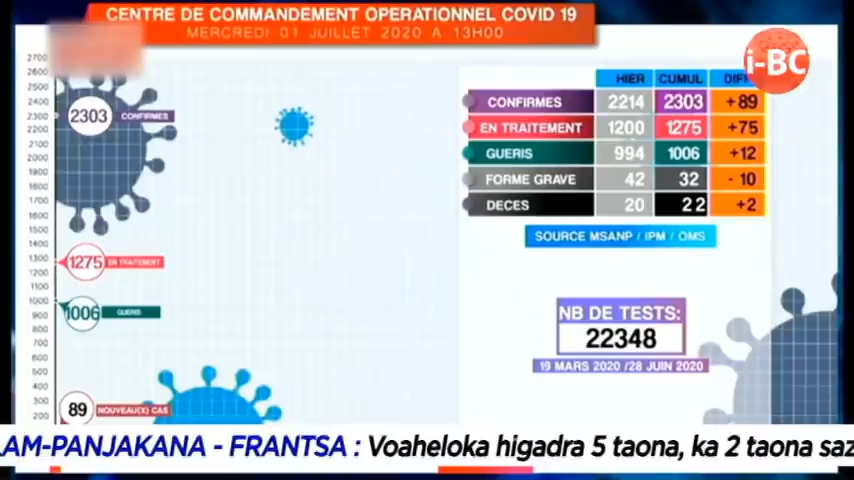 CENTRE DE COMMANDEMENT OPERATIONNEL COVID 19
MERCREDI 01 JUILLET 2020 A 13H00
i-BC
HIER CUMUL
CONFIRMES 2214 2303 +89
EN TRAITEMENT 1200 1275 +75
GUERIS 994 1006 +12
FORME GRAVE 42 32 - 10
DECES 20 22 +2
SOURCE MSANP / IPM / OMS
NB DE TESTS:
22348
19 MARS 2020 /28 JUIN 2020
2700
2600
2500
2400
2300
2200
2100
2000
1900
1800
1700
1600
1500
1400
1300
1200
1100
1000
900
800
700
600
500
400
300
200
2303 CONFIRMES
1275 EN TRAITEMENT
1006 GUERIS
89 NOUVEAU(X) CAS
LAM-PANJAKANA - FRANTSA : Voaheloka higadra 5 taona, ka 2 taona saz